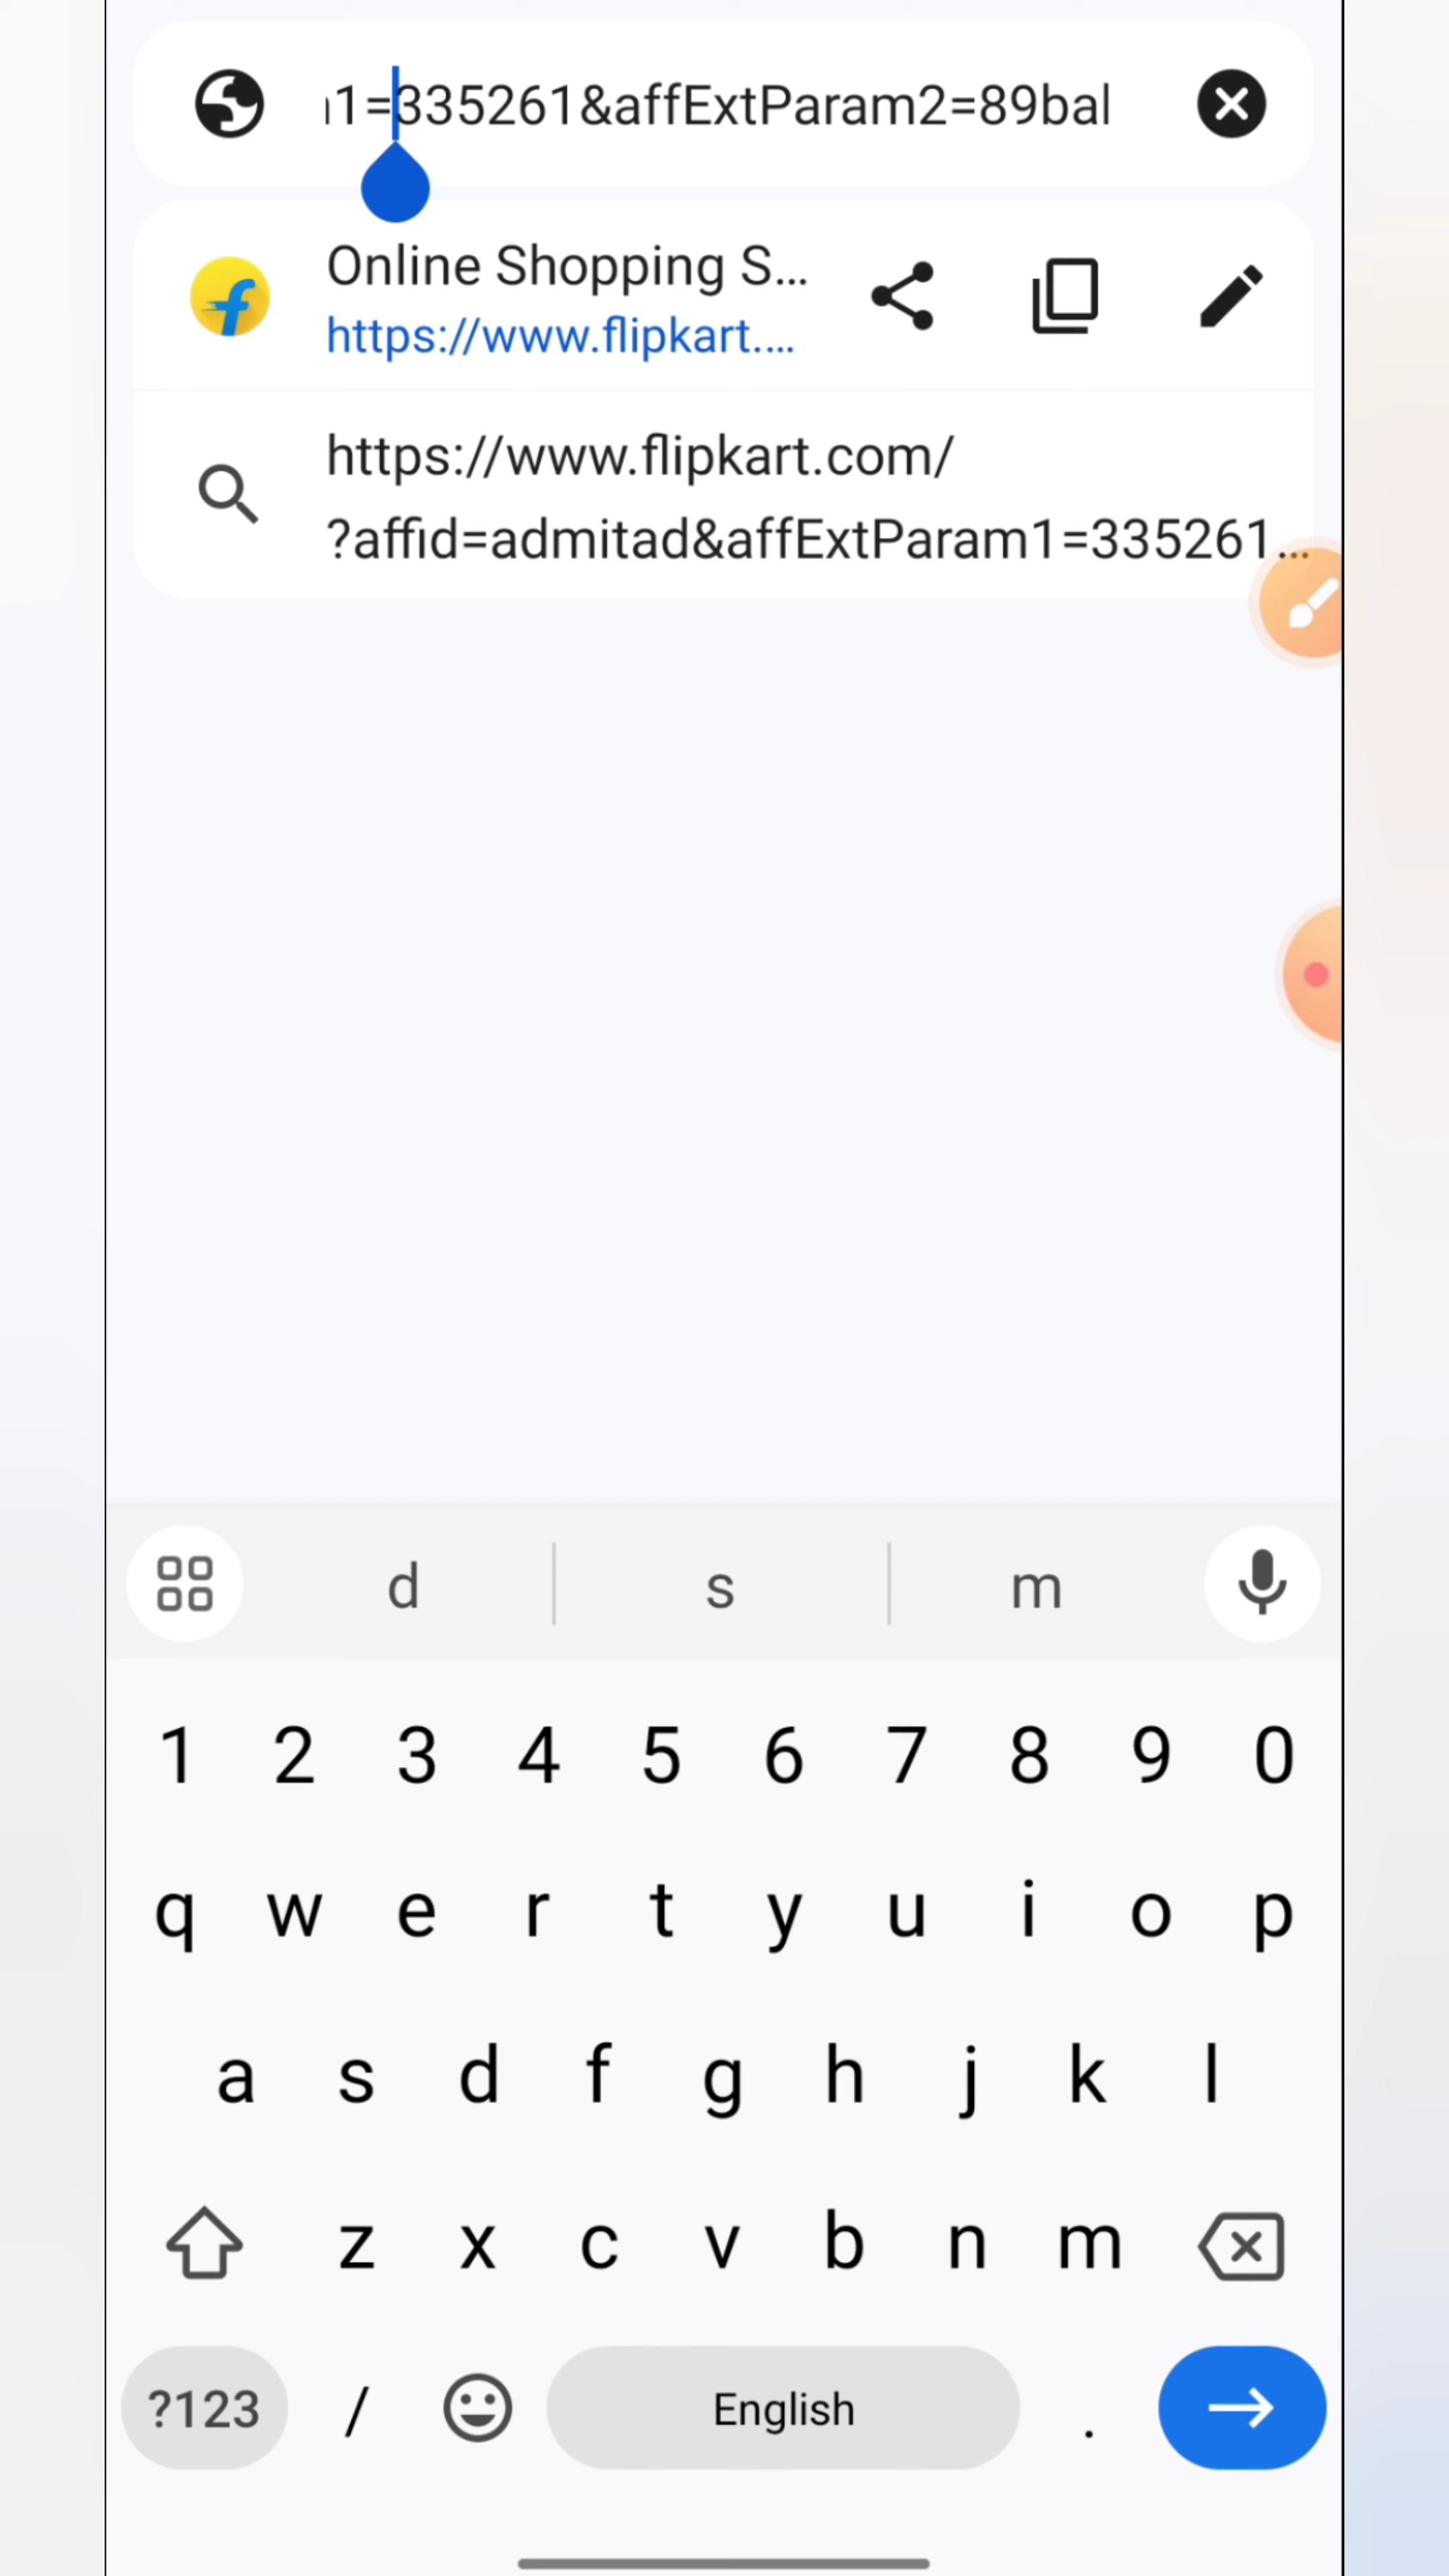 1=335261&affExtParam2=89bal
Online Shopping S...
https://www.flipkart....
https://www.flipkart.com/
?affid=admitad&affExtParam1=335261...
d s m
1 2 3 4 5 6 7 8 9 0
q w e r t y u i o p
a s d f g h j k l
z x c v b n m
?123 / English .